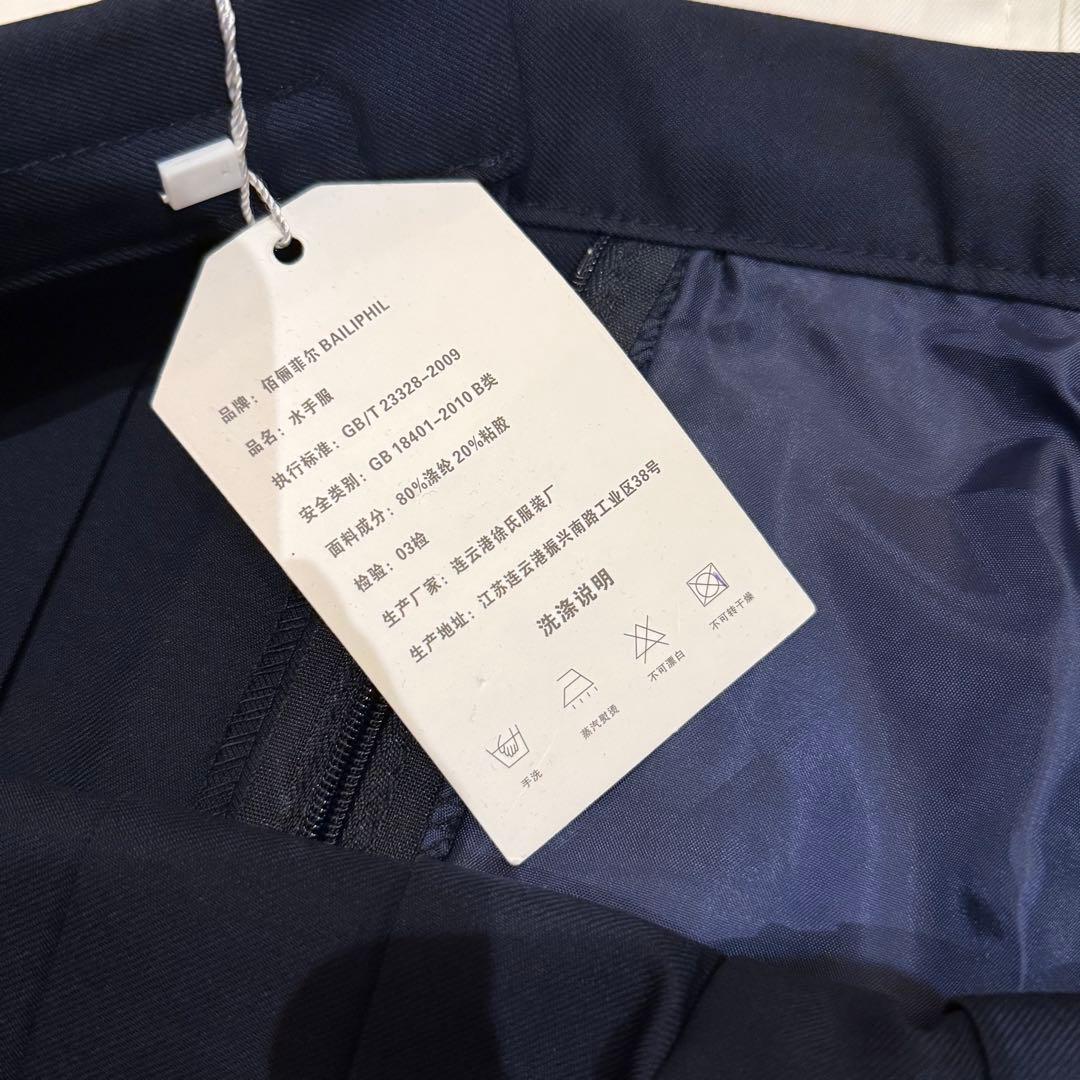 品牌：佰俪菲尔 BAILIPHIL
品名：水手服
执行标准：GB/T 23328-2009
安全类别：GB 18401-2010 B类
面料成分：80%涤纶 20%粘胶
检验：03检
生产厂家：连云港徐氏服装厂
生产地址：江苏连云港振兴南路工业区38号
洗涤说明
手洗
蒸汽熨烫
不可漂白
不可转干燥